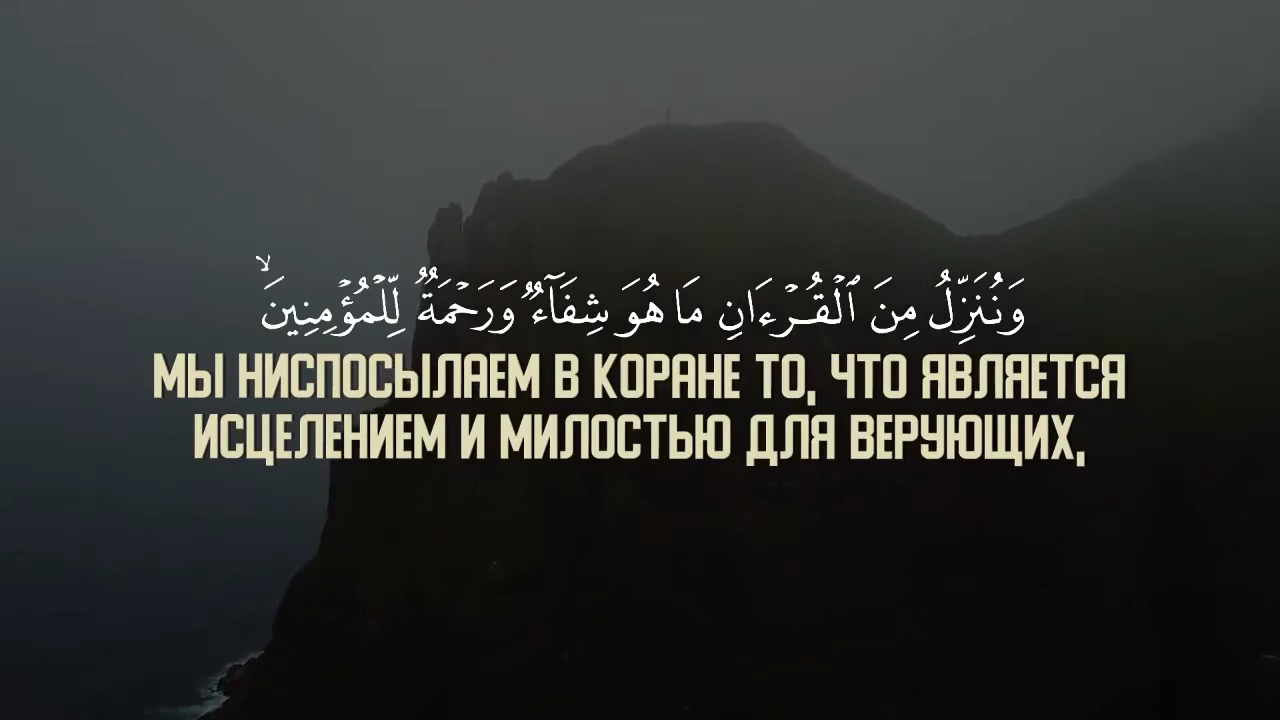 وَنُنَزِّلُ مِنَ ٱلْقُرْءَانِ مَا هُوَ شِفَآءٌۭ وَرَحْمَةٌۭ لِّلْمُؤْمِنِينَ ۙ
МЫ НИСПОСЫЛАЕМ В КОРАНЕ ТО, ЧТО ЯВЛЯЕТСЯ
ИСЦЕЛЕНИЕМ И МИЛОСТЬЮ ДЛЯ ВЕРУЮЩИХ,